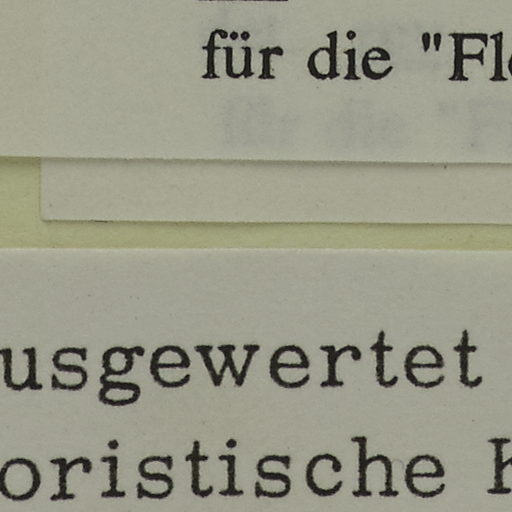 für die "Fl
usgewertet
oristische